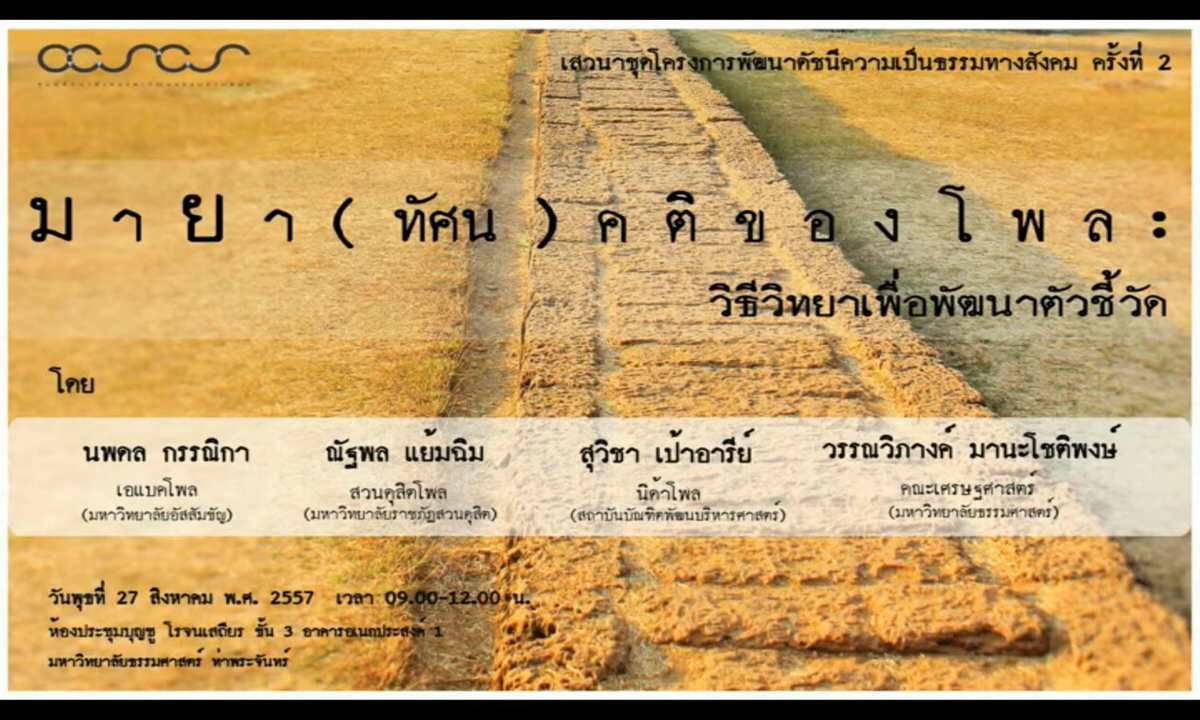 เสวนาชุดโครงการพัฒนาดัชนีความเป็นธรรมทางสังคม ครั้งที่ 2
มายา(ทัศน)คติของโพล:
วิธีวิทยาเพื่อพัฒนาตัวชี้วัด
โดย
นพดล กรรณิกา
เอแบคโพล
(มหาวิทยาลัยอัสสัมชัญ)
ณัฐพล แย้มฉิม
สวนดุสิตโพล
(มหาวิทยาลัยราชภัฏสวนดุสิต)
สุวิชา เป้าอารีย์
นิด้าโพล
(สถาบันบัณฑิตพัฒนบริหารศาสตร์)
วรรณวิภางค์ มานะโชติพงษ์
คณะเศรษฐศาสตร์
(มหาวิทยาลัยธรรมศาสตร์)
วันพุธที่ 27 สิงหาคม พ.ศ. 2557 เวลา 09.00-12.00 น.
ห้องประชุมบุญชู โรจนเสถียร ชั้น 3 อาคารอเนกประสงค์ 1
มหาวิทยาลัยธรรมศาสตร์ ท่าพระจันทร์